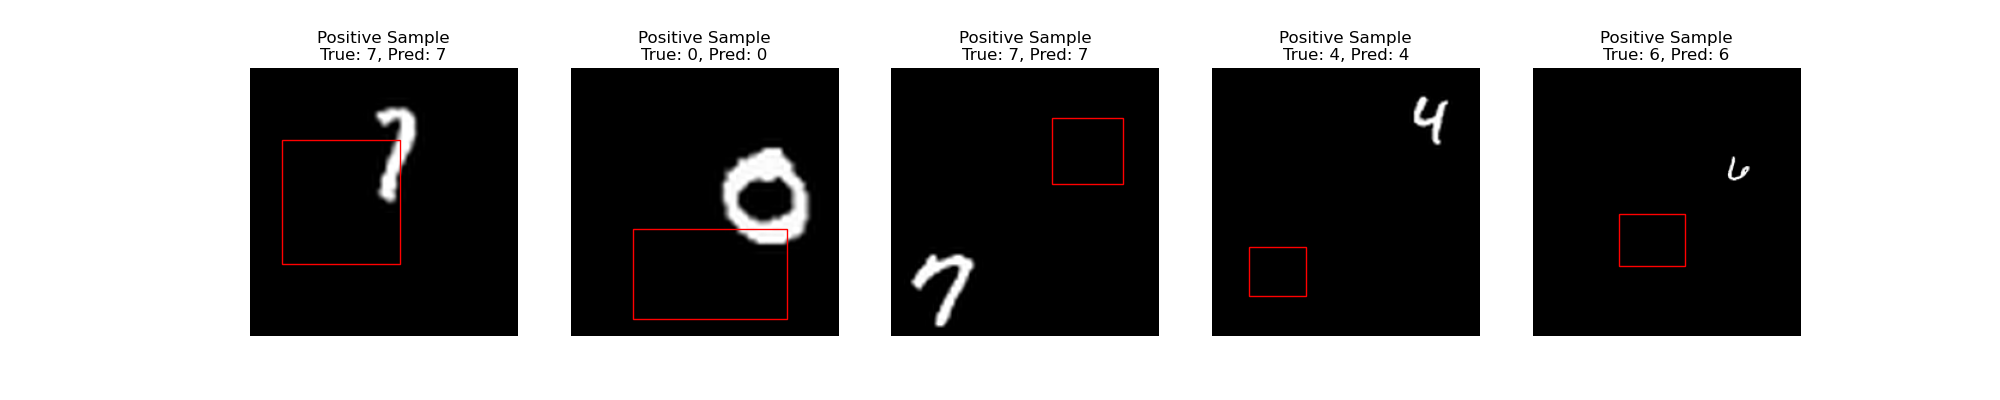 Positive Sample
True: 7, Pred: 7
7
Positive Sample
True: 0, Pred: 0
0
Positive Sample
True: 7, Pred: 7
7
Positive Sample
True: 4, Pred: 4
4
Positive Sample
True: 6, Pred: 6
6